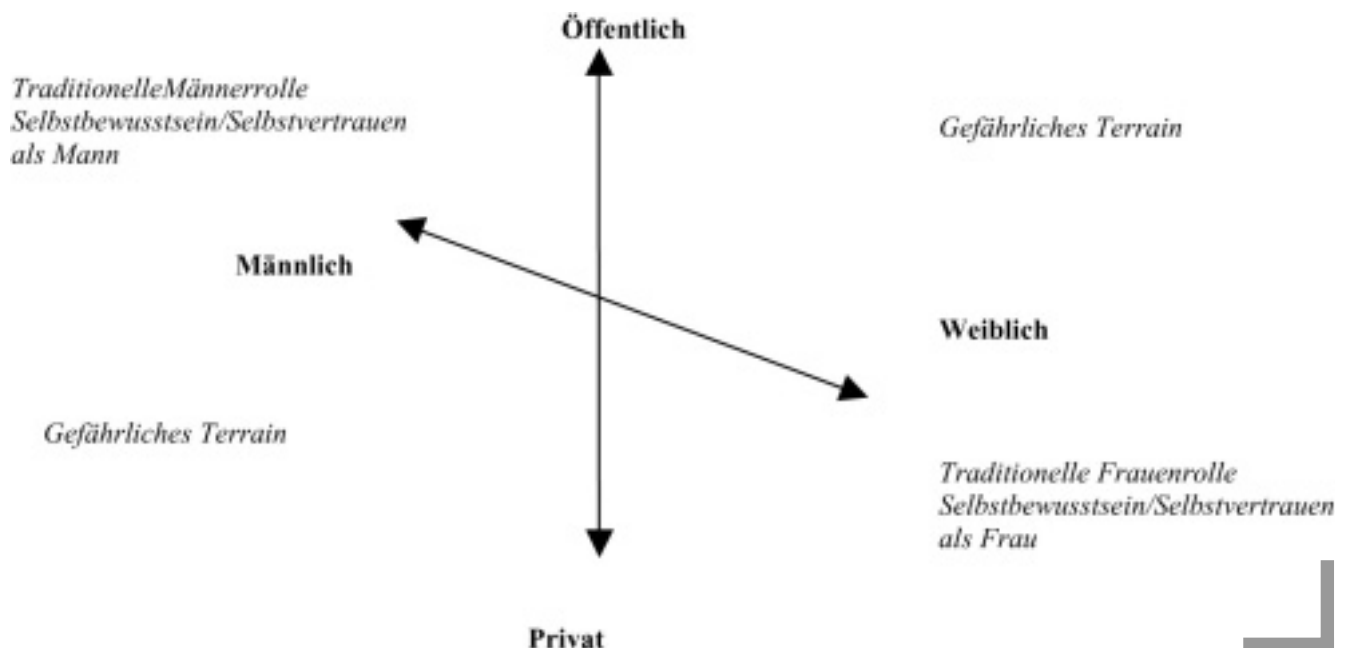 Öffentlich
TraditionelleMännerrolle
Selbstbewusstsein/Selbstvertrauen
als Mann
Gefährliches Terrain
Männlich
Weiblich
Gefährliches Terrain
Traditionelle Frauenrolle
Selbstbewusstsein/Selbstvertrauen
als Frau
Privat